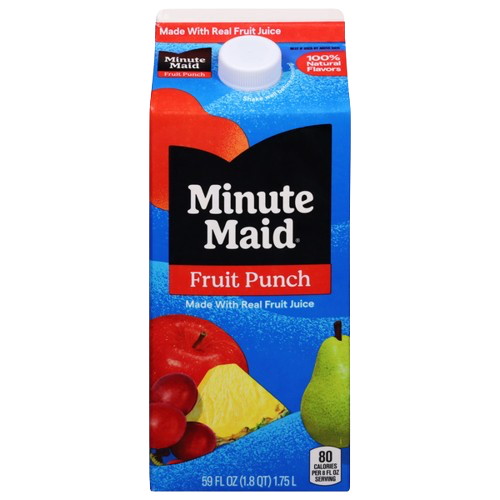 Made With Real Fruit Juice
Minute
Maid
Fruit Punch
100%
Natural
Flavors
Minute
Maid®
Fruit Punch
Made With Real Fruit Juice
80
CALORIES
PER 8 FL OZ
SERVING
59 FL OZ (1.8 QT) 1.75 L